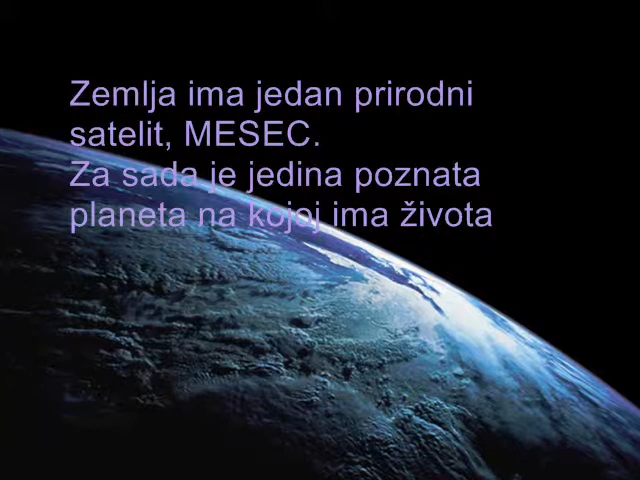 Zemlja ima jedan prirodni
satelit, MESEC.
Za sada je jedina poznata
planeta na kojoj ima života